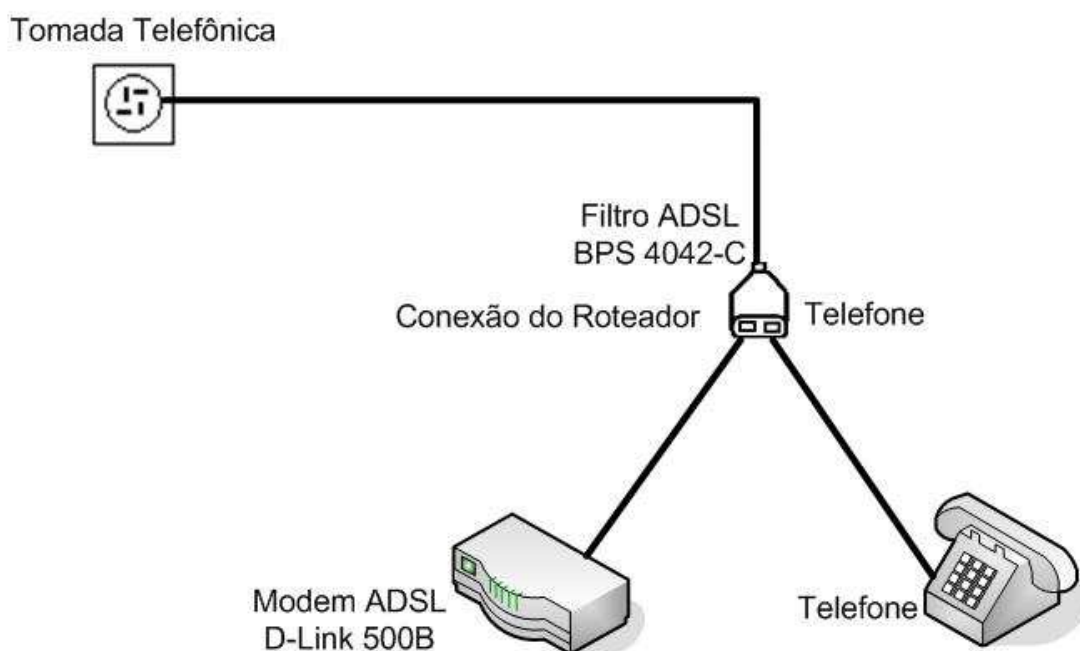 Tomada Telefônica
Filtro ADSL
BPS 4042-C
Conexão do Roteador
Telefone
Modem ADSL
D-Link 500B
Telefone